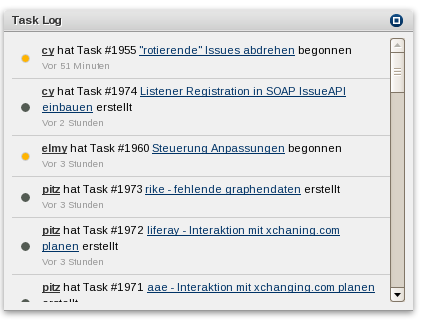 Task Log
cy hat Task #1955 "rotierende" Issues abdrehen begonnen
Vor 51 Minuten
cy hat Task #1974 Listener Registration in SOAP IssueAPI
einbauen erstellt
Vor 2 Stunden
elmy hat Task #1960 Steuerung Anpassungen begonnen
Vor 3 Stunden
pitz hat Task #1973 rike - fehlende graphendaten erstellt
Vor 3 Stunden
pitz hat Task #1972 liferay - Interaktion mit xchaning.com
planen erstellt
Vor 3 Stunden
pitz hat Task #1971 aae - Interaktion mit xchanging.com planen
erstellt